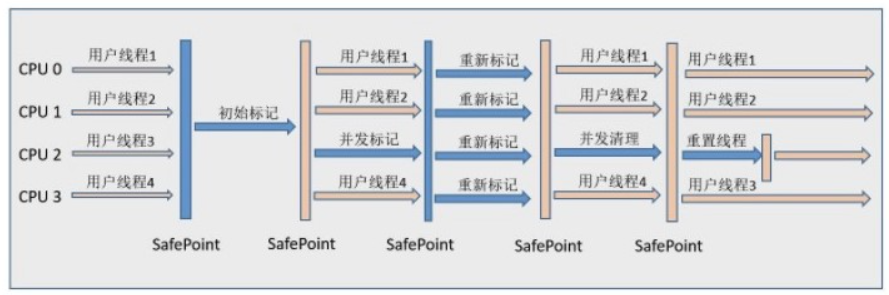 CPU 0 用户线程1 用户线程1 重新标记 用户线程1 用户线程1
CPU 1 用户线程2 初始标记 用户线程2 重新标记 用户线程2 用户线程2
CPU 2 用户线程3 并发标记 重新标记 并发清理 重置线程
CPU 3 用户线程4 用户线程4 重新标记 用户线程4 用户线程3
SafePoint SafePoint SafePoint SafePoint SafePoint